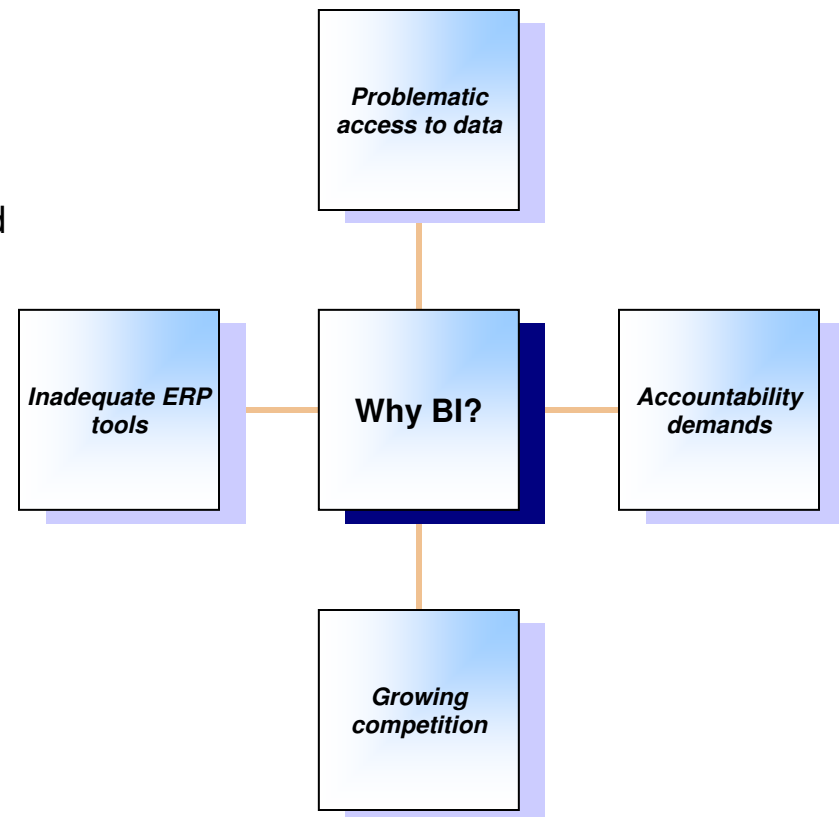 Problematic
access to data
Inadequate ERP
tools
Why BI?
Accountability
demands
Growing
competition